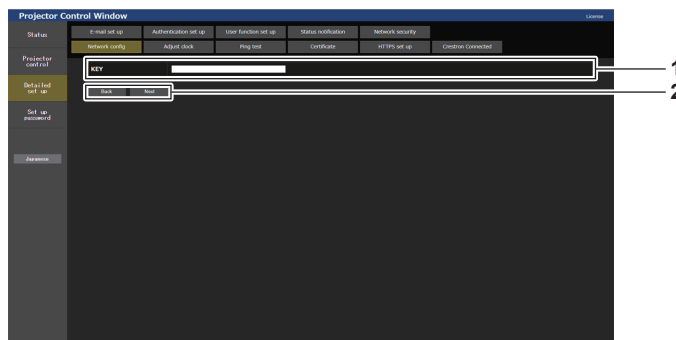 Projector Control Window
License
Status
E-mail set up
Authentication set up
User function set up
Status notification
Network security
Network config
Adjust clock
Ping test
Certificate
HTTPS set up
Crestron Connected
Projector
control
KEY
1
Detailed
set up
Back
Next
2
Set up
password
Japanese